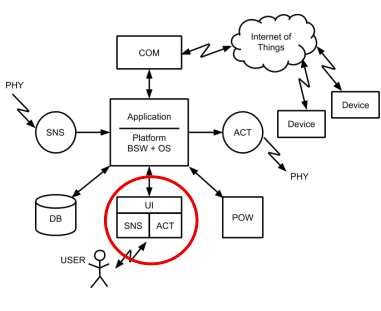 Internet of
Things
COM
PHY
Device
Application
Device
SNS
Platform
BSW + OS
ACT
PHY
UI
DB
SNS ACT
POW
USER